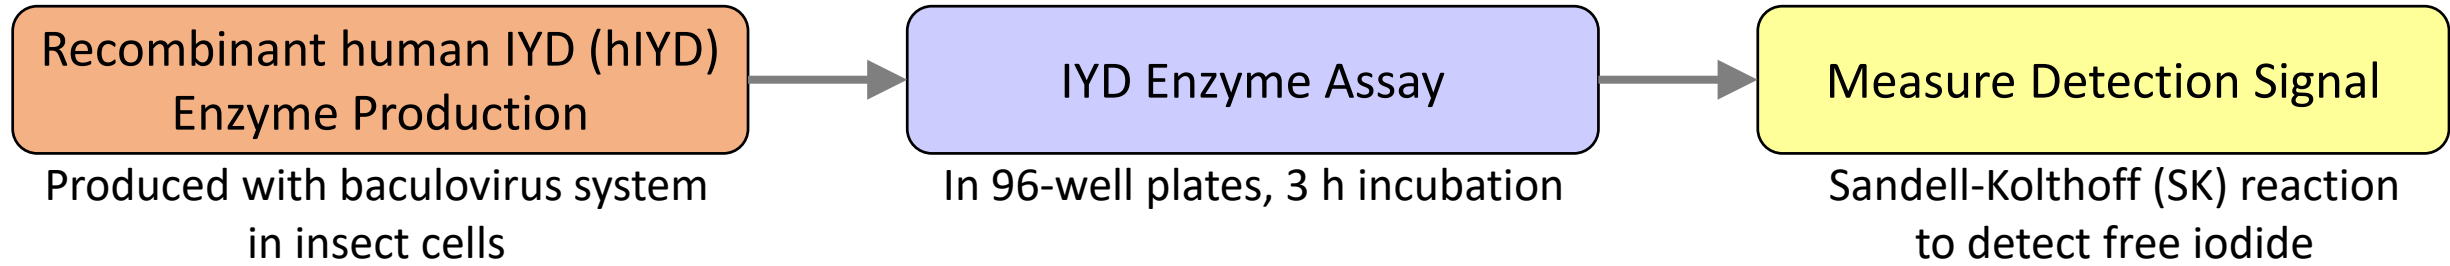 Recombinant human IYD (hIYD)
Enzyme Production
Produced with baculovirus system
in insect cells
IYD Enzyme Assay
In 96-well plates, 3 h incubation
Measure Detection Signal
Sandell-Kolthoff (SK) reaction
to detect free iodide